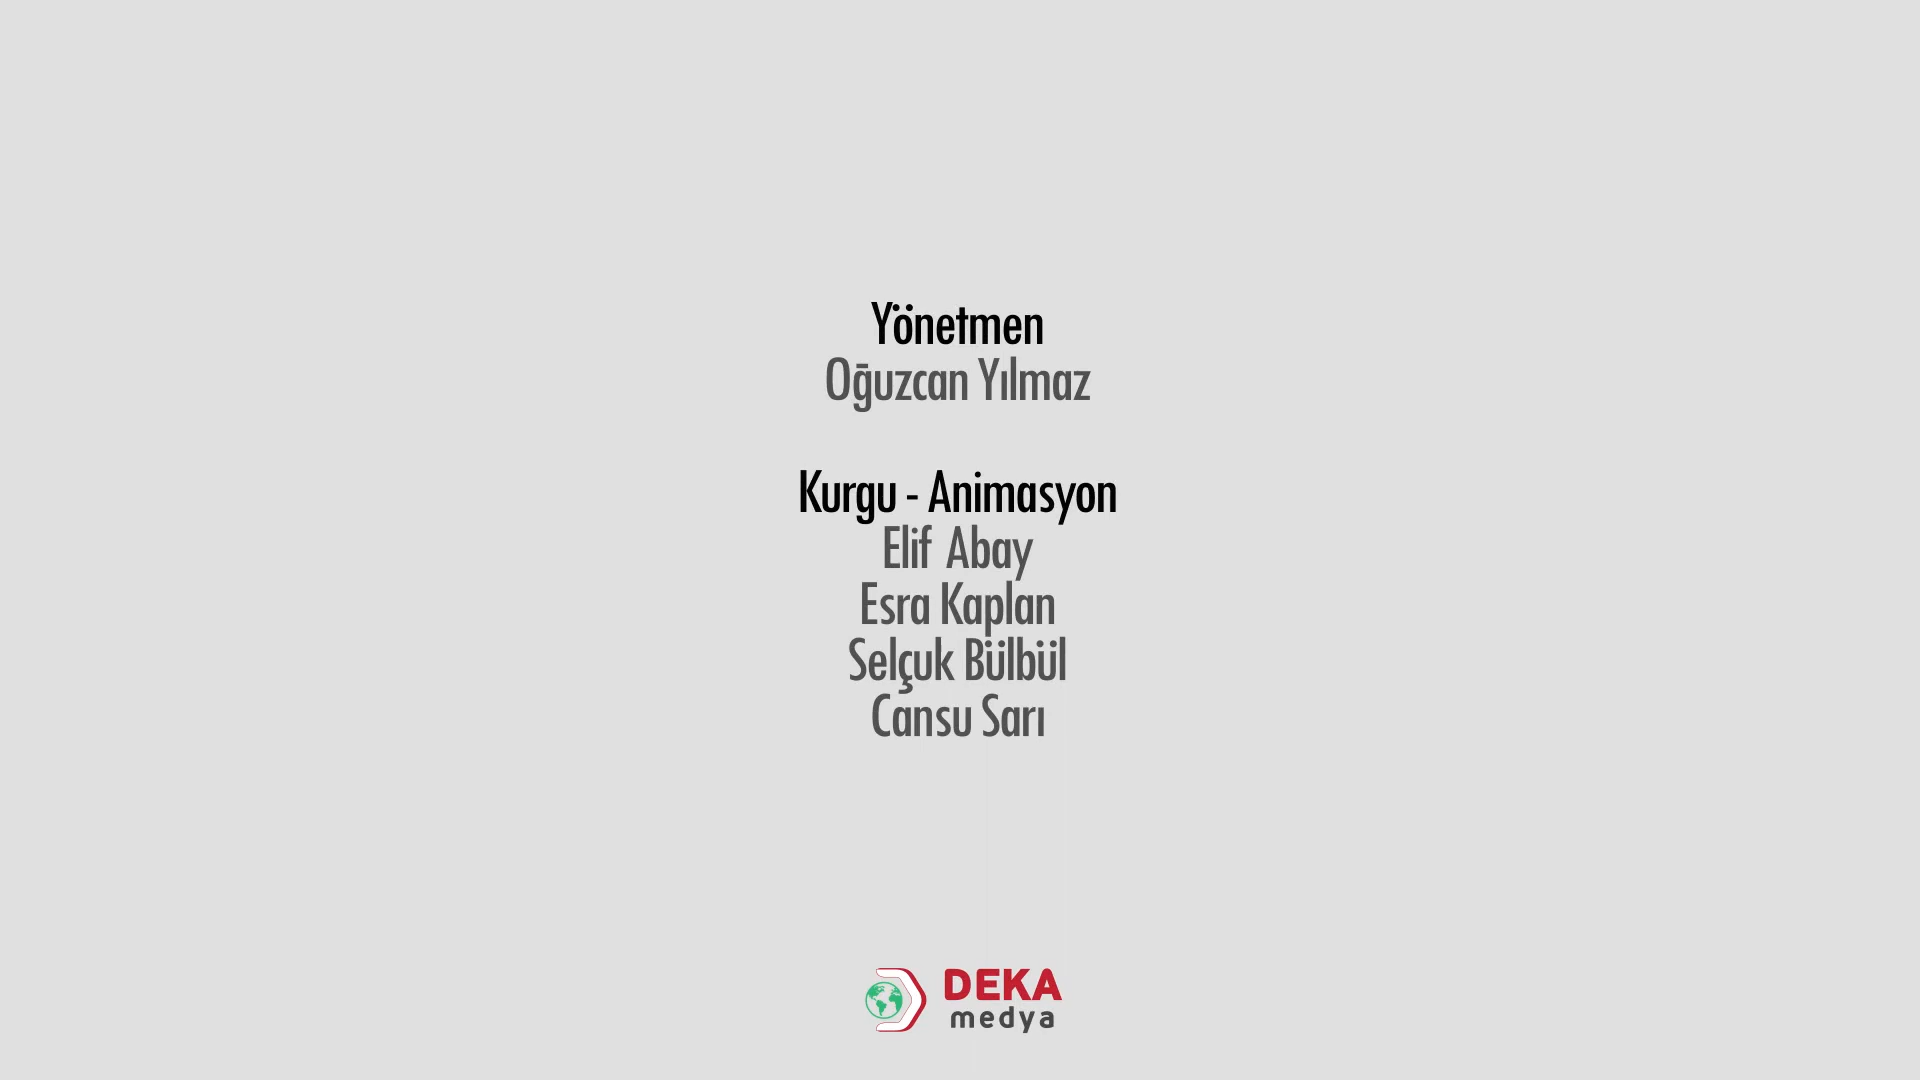 Yönetmen
Oğuzcan Yılmaz
Kurgu - Animasyon
Elif Abay
Esra Kaplan
Selçuk Bülbül
Cansu Sarı
DEKA
medya